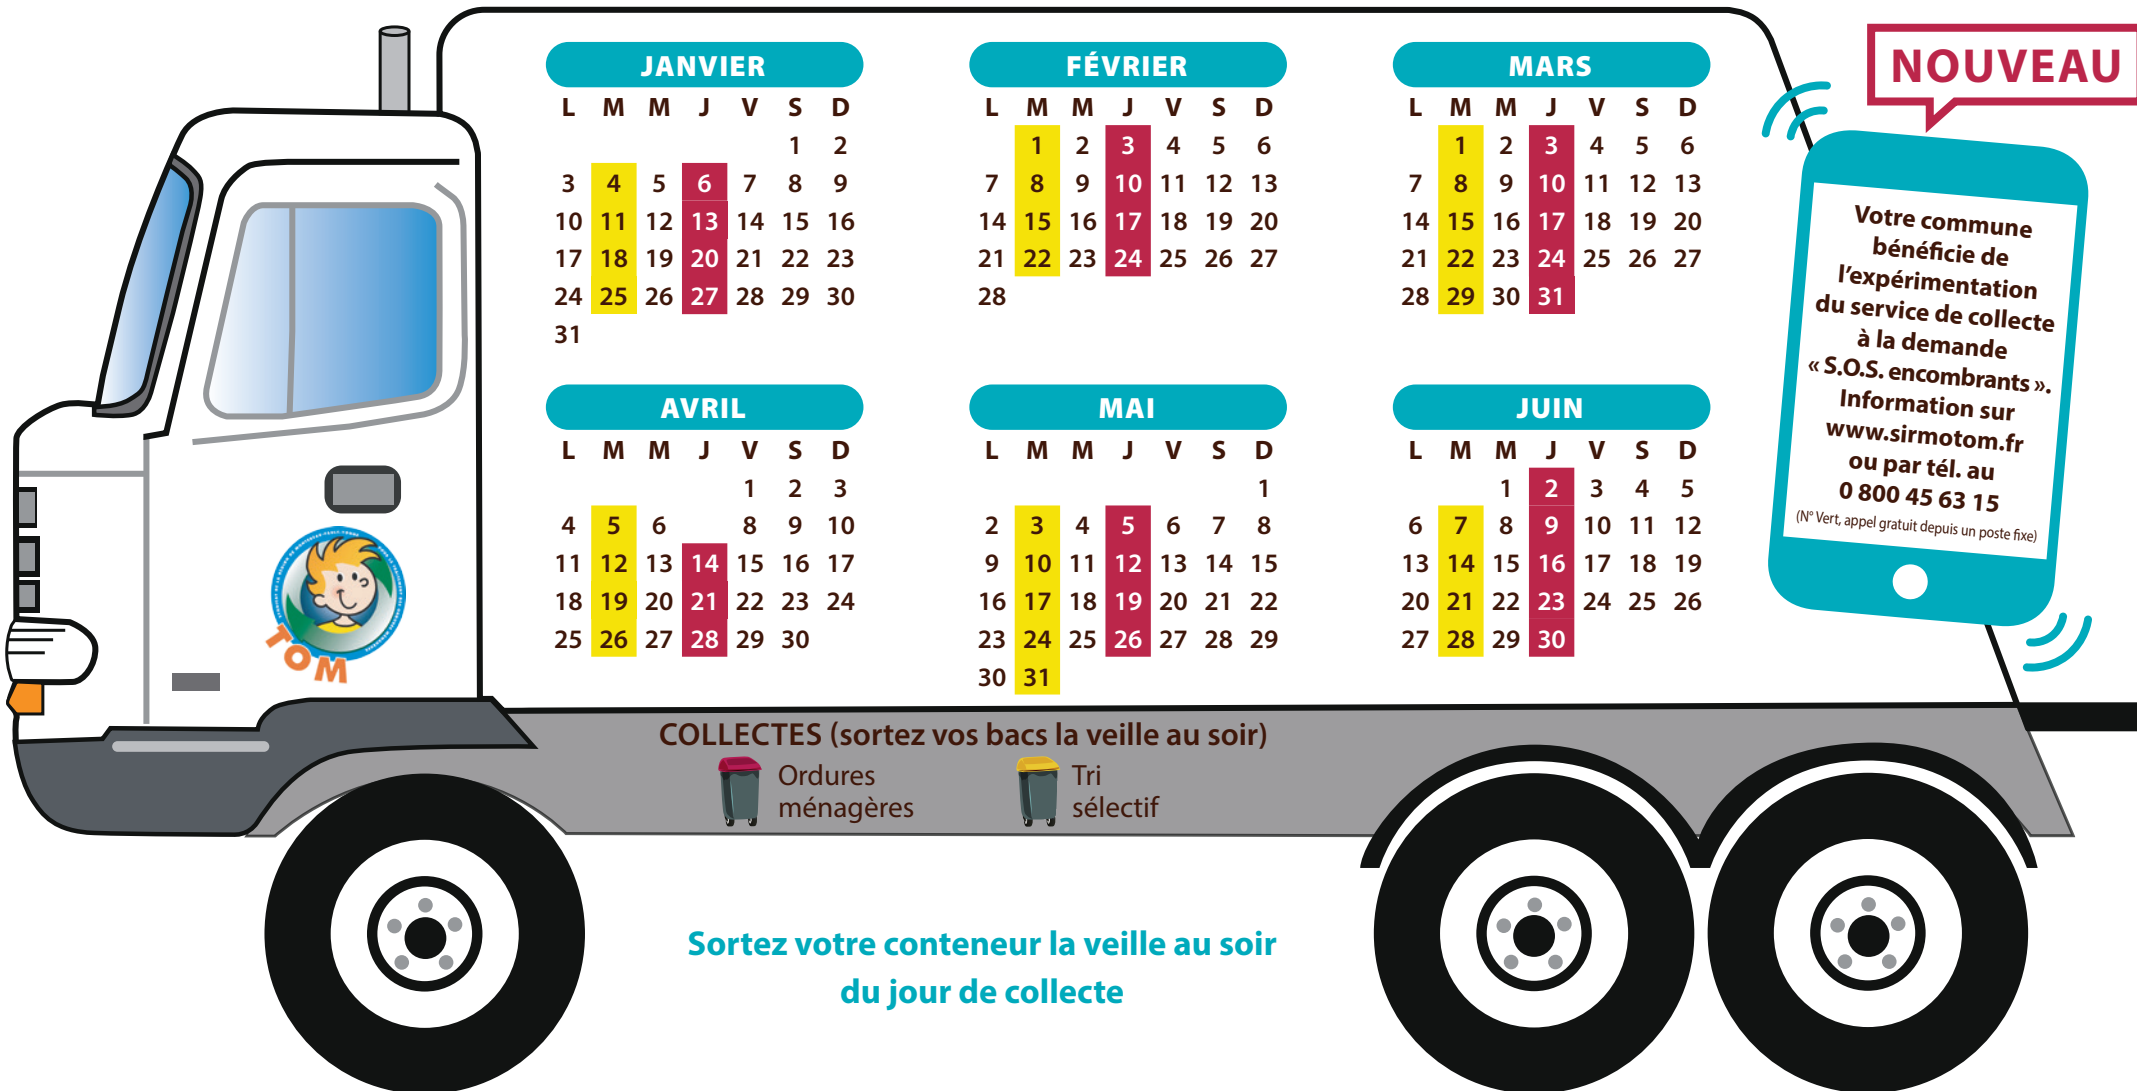 NOUVEAU
JANVIER
L M M J V S D
1 2
3 4 5 6 7 8 9
10 11 12 13 14 15 16
17 18 19 20 21 22 23
24 25 26 27 28 29 30
31
FÉVRIER
L M M J V S D
1 2 3 4 5 6
7 8 9 10 11 12 13
14 15 16 17 18 19 20
21 22 23 24 25 26 27
28
MARS
L M M J V S D
1 2 3 4 5 6
7 8 9 10 11 12 13
14 15 16 17 18 19 20
21 22 23 24 25 26 27
28 29 30 31
AVRIL
L M M J V S D
1 2 3
4 5 6 8 9 10
11 12 13 14 15 16 17
18 19 20 21 22 23 24
25 26 27 28 29 30
MAI
L M M J V S D
1
2 3 4 5 6 7 8
9 10 11 12 13 14 15
16 17 18 19 20 21 22
23 24 25 26 27 28 29
30 31
JUIN
L M M J V S D
1 2 3 4 5
6 7 8 9 10 11 12
13 14 15 16 17 18 19
20 21 22 23 24 25 26
27 28 29 30
Votre commune
bénéficie de
l'expérimentation
du service de collecte
à la demande
« S.O.S. encombrants ».
Information sur
www.sirmotom.fr
ou par tél. au
0 800 45 63 15
(N° Vert, appel gratuit depuis un poste fixe)
TOM
COLLECTES (sortez vos bacs la veille au soir)
Ordures
ménagères
Tri
sélectif
Sortez votre conteneur la veille au soir
du jour de collecte